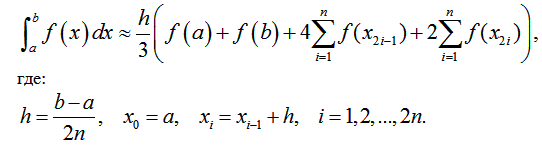 ∫_a^b f(x)dx ≈ h/3 ( f(a) + f(b) + 4 ∑_{i=1}^{n} f(x_{2i−1}) + 2 ∑_{i=1}^{n} f(x_{2i}) ),
где:
h = (b−a)/2n, x_0 = a, x_i = x_{i−1} + h, i = 1,2,...,2n.